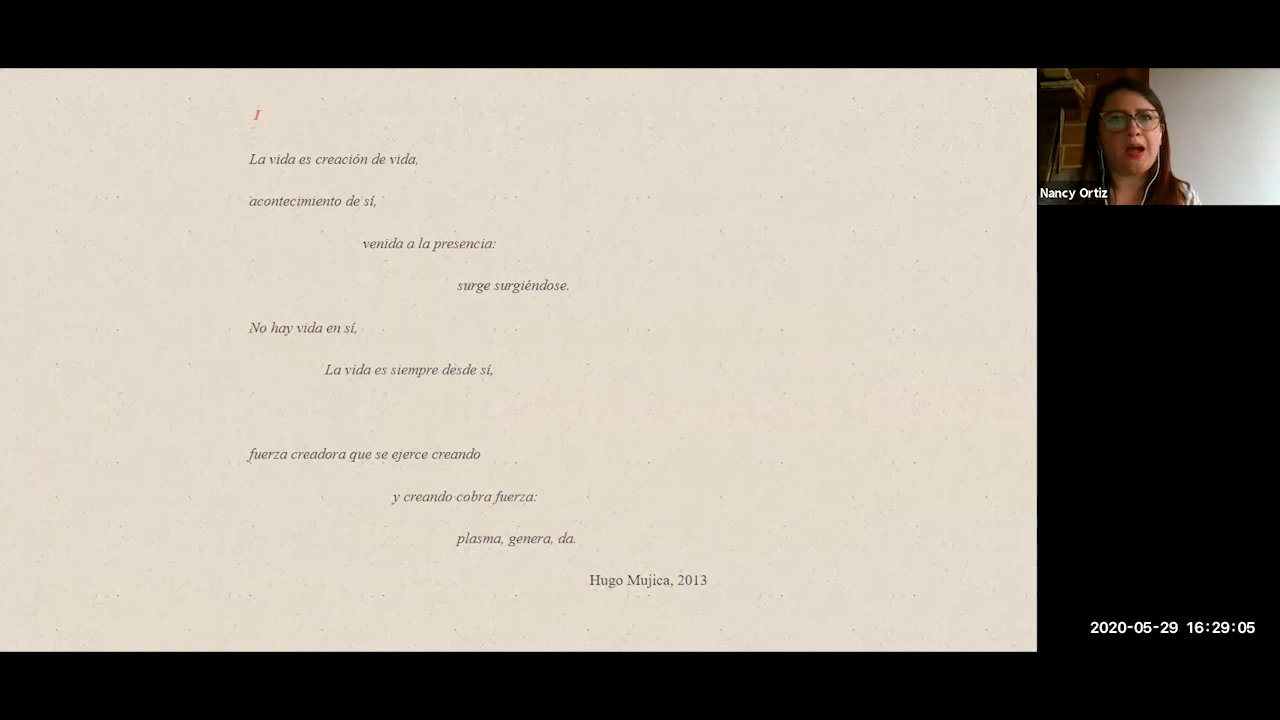 I
La vida es creación de vida,
acontecimiento de sí,
venida a la presencia:
surge surgiéndose.
No hay vida en sí,
La vida es siempre desde sí,
fuerza creadora que se ejerce creando
y creando cobra fuerza:
plasma, genera, da.
Hugo Mujica, 2013
Nancy Ortiz
2020-05-29 16:29:05